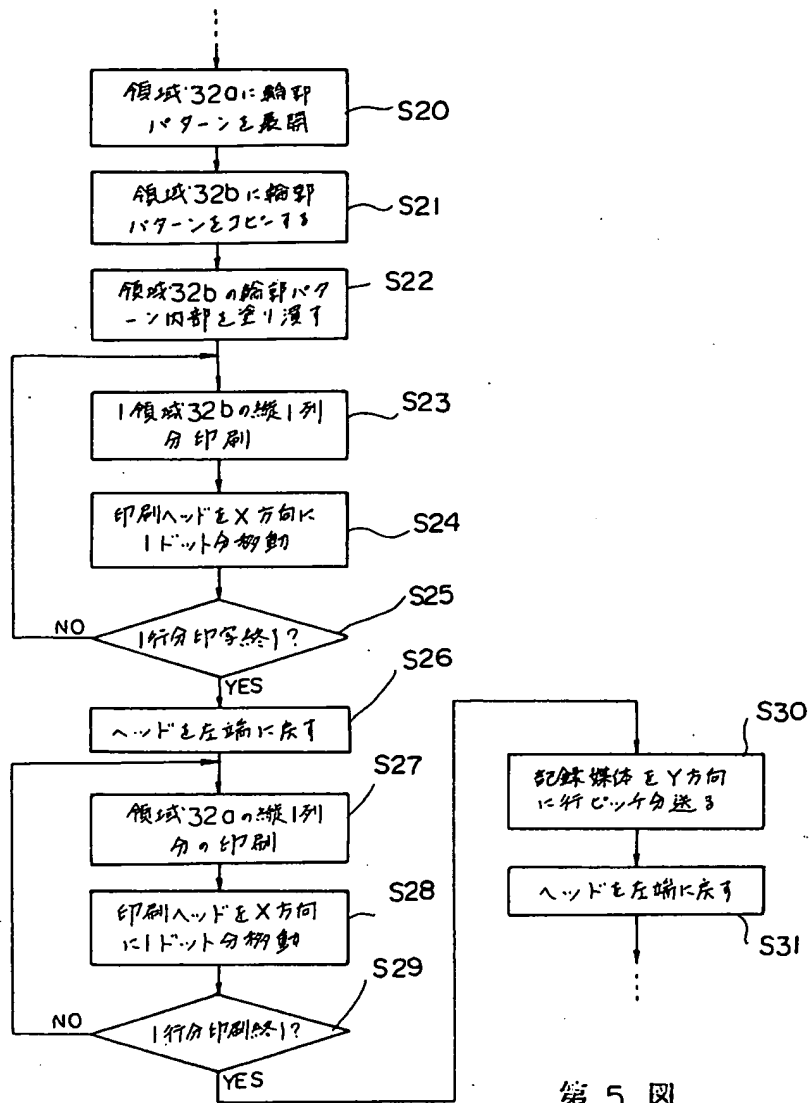 領域32aに輪郭
パターンを展開
S20
領域32bに輪郭
パターンをコピーする
S21
領域32bの輪郭パタ
ーン内部を塗り潰す
S22
1領域32bの縦1列
分印刷
S23
印刷ヘッドをX方向に
1ドット分移動
S24
1行分印字終了?
S25
NO
YES
ヘッドを左端に戻す
S26
領域32aの縦1列
分の印刷
S27
印刷ヘッドをX方向
に1ドット分移動
S28
1行分印刷終了?
S29
NO
YES
記録媒体をY方向
に行ピッチ分送る
S30
ヘッドを左端に戻す
S31
第5図